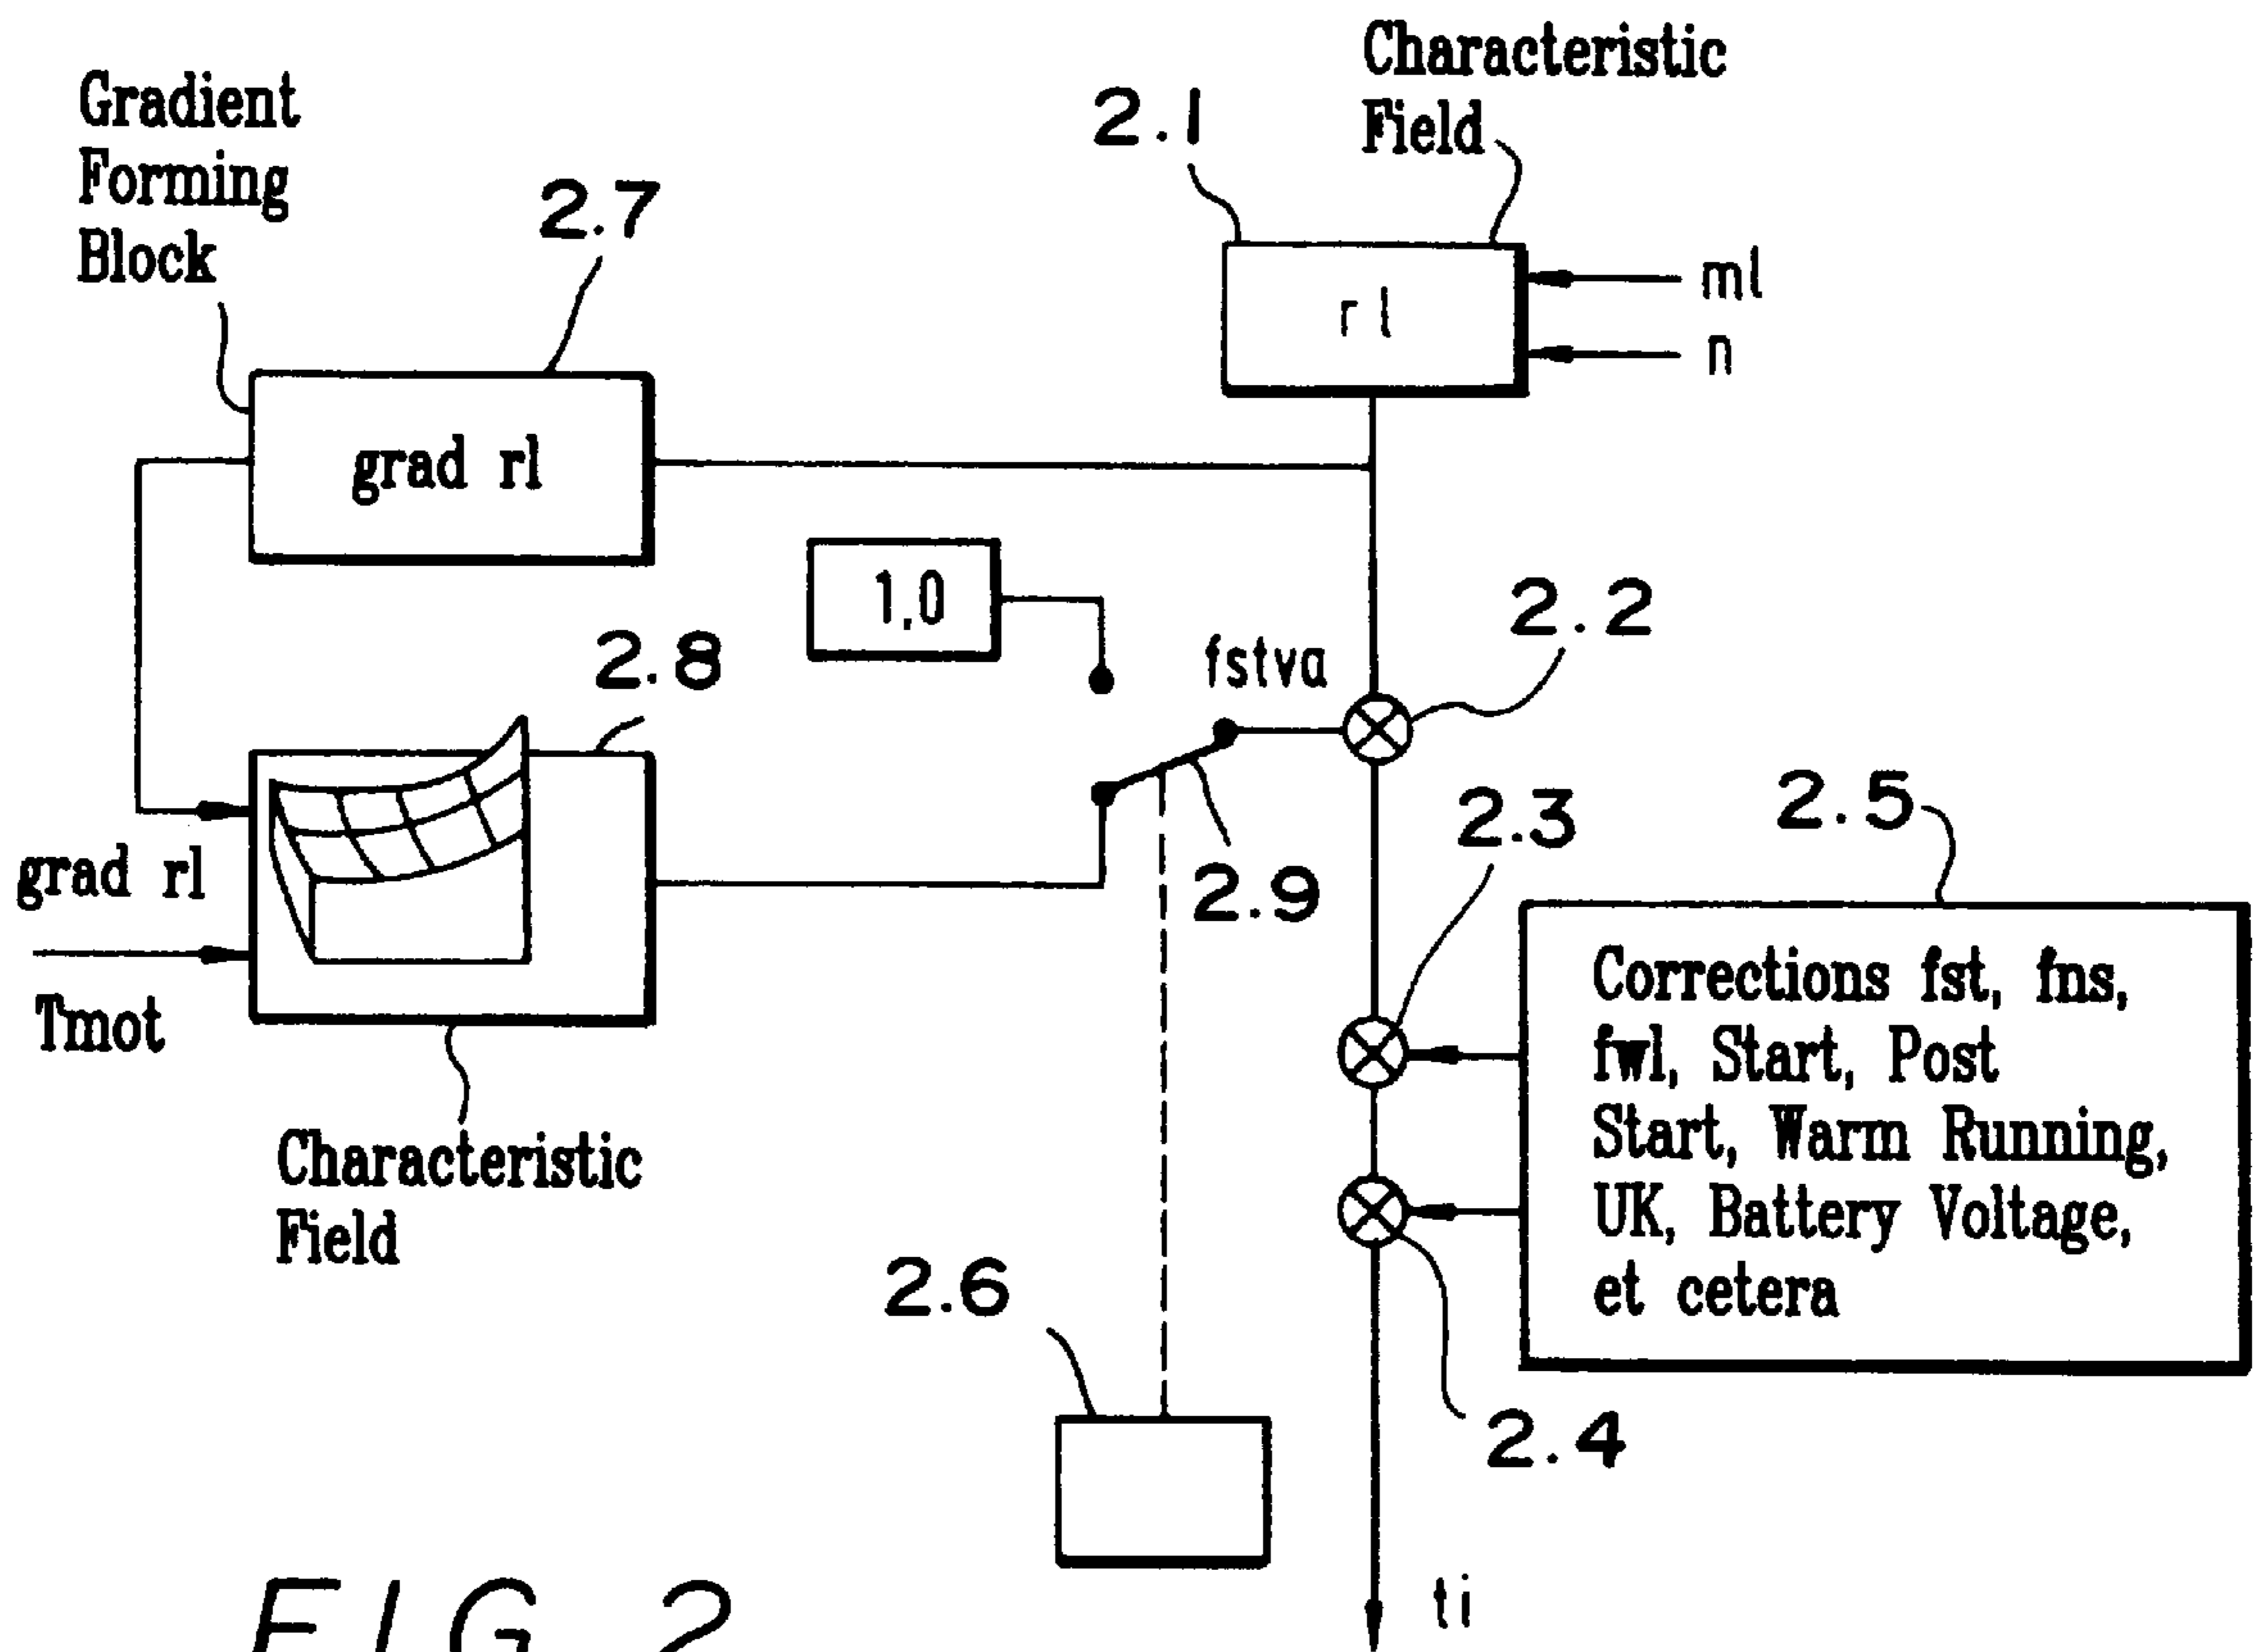 Characteristic
Field
Gradient
Forming
Block
2.1
2.7
ml
rl
n
grad rl
1,0
2.2
fstva
2.8
2.3
2.5
grad rl
2.9
Tmot
Corrections fst, fns,
fwl, Start, Post
Start, Warm Running,
UK, Battery Voltage,
et cetera
Characteristic
Field
2.6
2.4
ti
FIG. 2